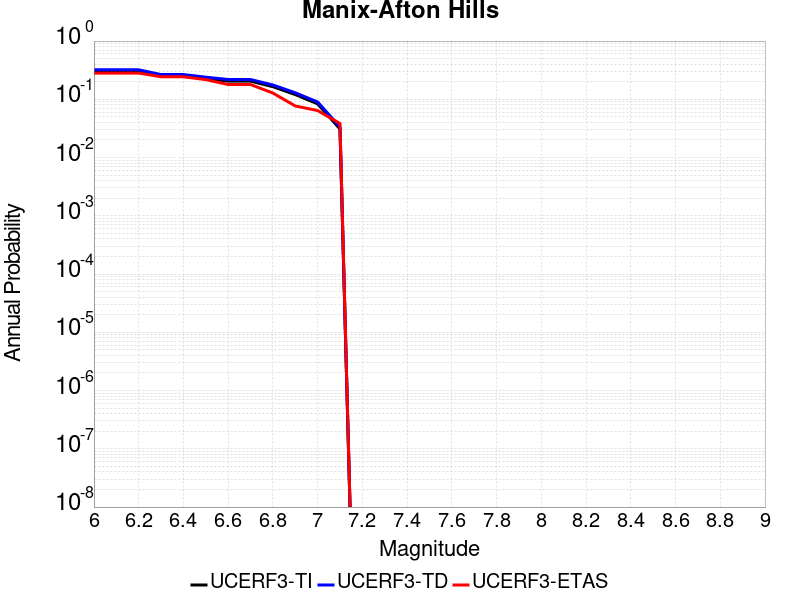 Manix-Afton Hills
10^0
10^-1
10^-2
10^-3
10^-4
10^-5
10^-6
10^-7
10^-8
Annual Probability
6 6.2 6.4 6.6 6.8 7 7.2 7.4 7.6 7.8 8 8.2 8.4 8.6 8.8 9
Magnitude
UCERF3-TI UCERF3-TD UCERF3-ETAS